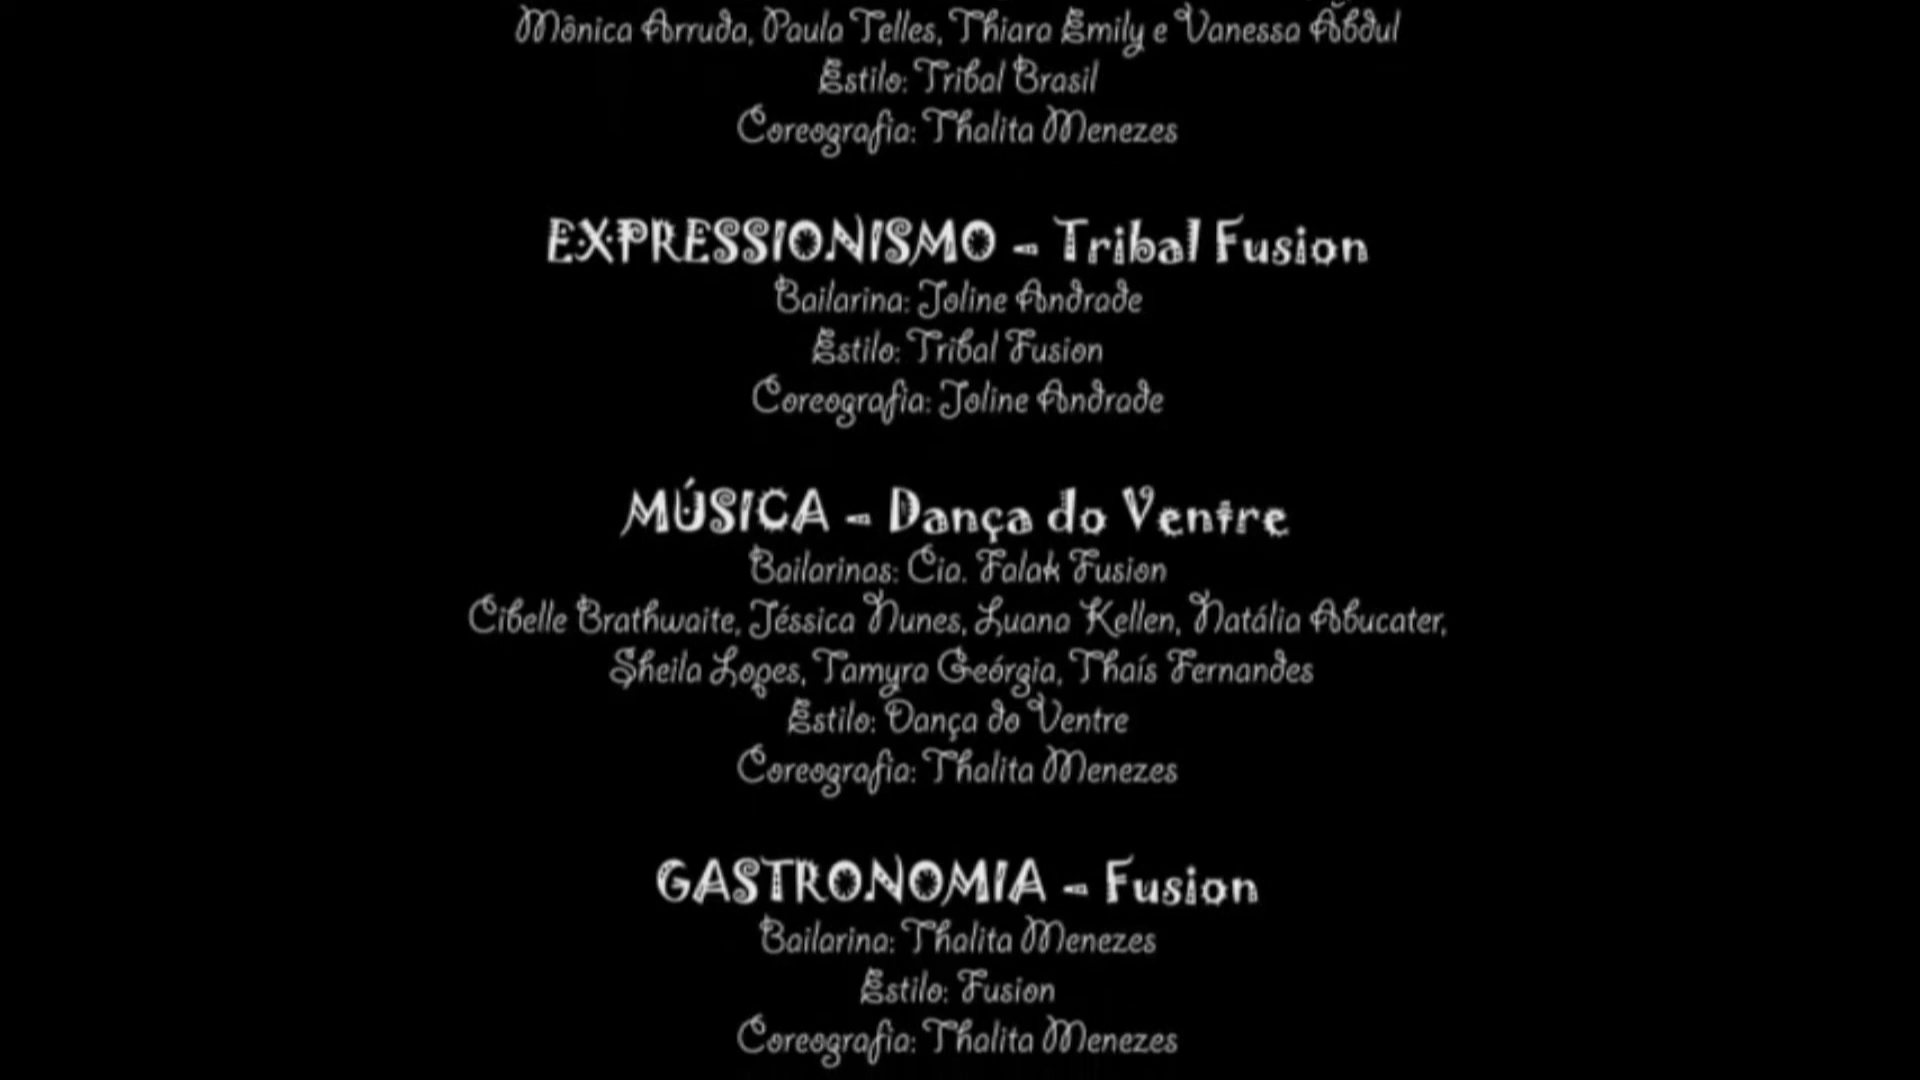 Mônica Arruda, Paula Telles, Thiara Emily e Vanessa Abdul
Estilo: Tribal Brasil
Coreografia: Thalita Menezes
EXPRESSIONISMO - Tribal Fusion
Bailarina: Joline Andrade
Estilo: Tribal Fusion
Coreografia: Joline Andrade
MÚSICA - Dança do Ventre
Bailarinas: Cia. Falak Fusion
Cibelle Brathwaite, Jéssica Nunes, Luana Kellen, Natália Abucater,
Sheila Lopes, Tamyra Geórgia, Thaís Fernandes
Estilo: Dança do Ventre
Coreografia: Thalita Menezes
GASTRONOMIA - Fusion
Bailarina: Thalita Menezes
Estilo: Fusion
Coreografia: Thalita Menezes